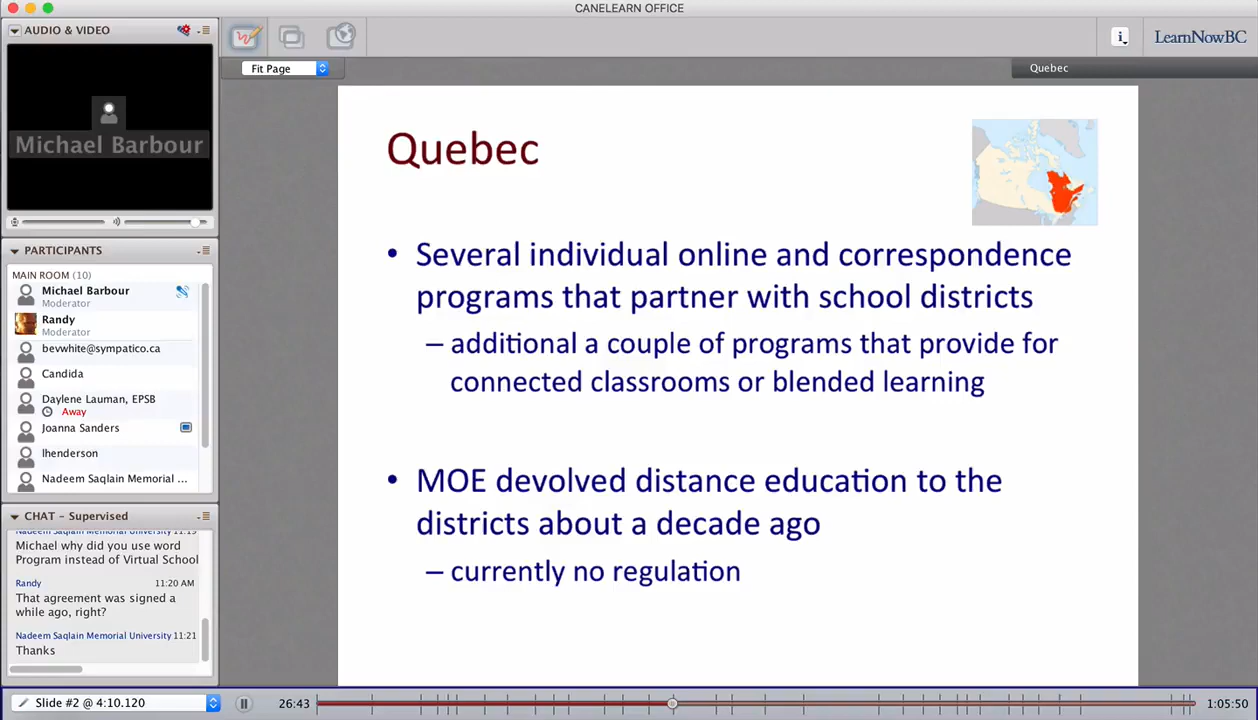 CANELEARN OFFICE
AUDIO & VIDEO
Michael Barbour
PARTICIPANTS
MAIN ROOM (10)
Michael Barbour
Moderator
Randy
Moderator
bevwhite@sympatico.ca
Candida
Daylene Lauman, EPSB
Away
Joanna Sanders
lhenderson
Nadeem Saqlain Memorial ...
CHAT – Supervised
Nadeem Saqlain Memorial University 11:19
Michael why did you use word
Program instead of Virtual School
Randy 11:20 AM
That agreement was signed a
while ago, right?
Nadeem Saqlain Memorial University 11:21
Thanks
Fit Page
i
LearnNowBC
Quebec
Quebec
• Several individual online and correspondence
programs that partner with school districts
– additional a couple of programs that provide for
connected classrooms or blended learning
• MOE devolved distance education to the
districts about a decade ago
– currently no regulation
Slide #2 @ 4:10.120
26:43
1:05:50